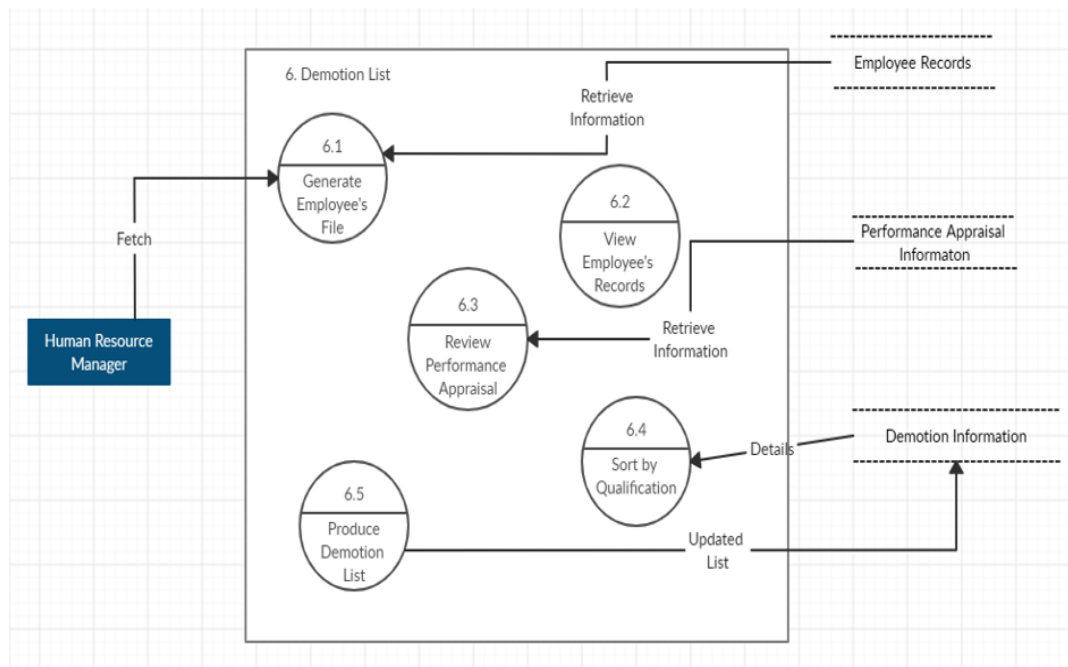 6. Demotion List
Employee Records
Retrieve
Information
6.1
Generate
Employee's
File
6.2
View
Employee's
Records
Fetch
Performance Appraisal
Informaton
6.3
Review
Performance
Appraisal
Retrieve
Information
Human Resource
Manager
6.4
Sort by
Qualification
Details
Demotion Information
6.5
Produce
Demotion
List
Updated
List